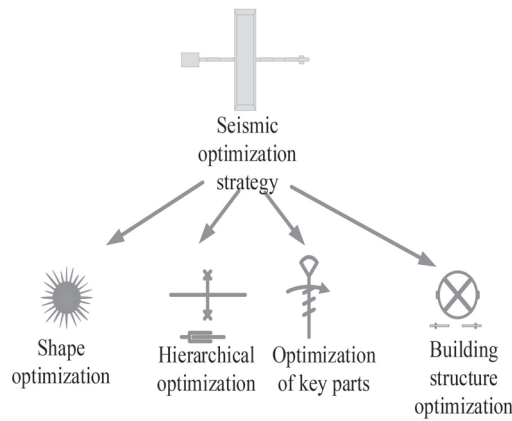 Seismic
optimization
strategy
Shape
optimization
Hierarchical
optimization
Optimization
of key parts
Building
structure
optimization